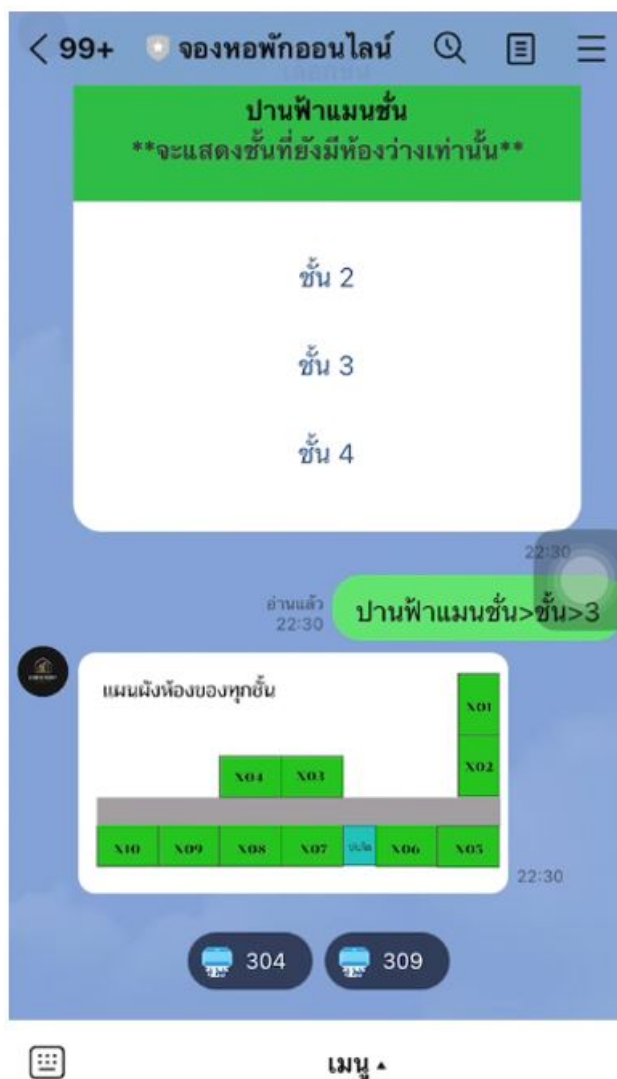 99+ จองหอพักออนไลน์
ปานฟ้าแมนชั่น
**จะแสดงชั้นที่ยังมีห้องว่างเท่านั้น**
ชั้น 2
ชั้น 3
ชั้น 4
22:30
อ่านแล้ว
22:30
ปานฟ้าแมนชั่น>ชั้น>3
แผนผังห้องของทุกชั้น
X01
X02
X04 X03
X10 X09 X08 X07 บันได X06 X05
22:30
304 309
เมนู